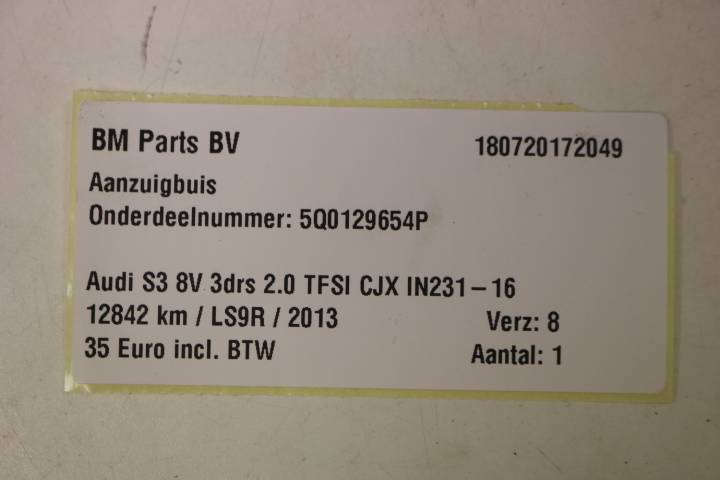 BM Parts BV 180720172049
Aanzuigbuis
Onderdeelnummer: 5Q0129654P
Audi S3 8V 3drs 2.0 TFSI CJX IN231-16
12842 km / LS9R / 2013 Verz: 8
35 Euro incl. BTW Aantal: 1